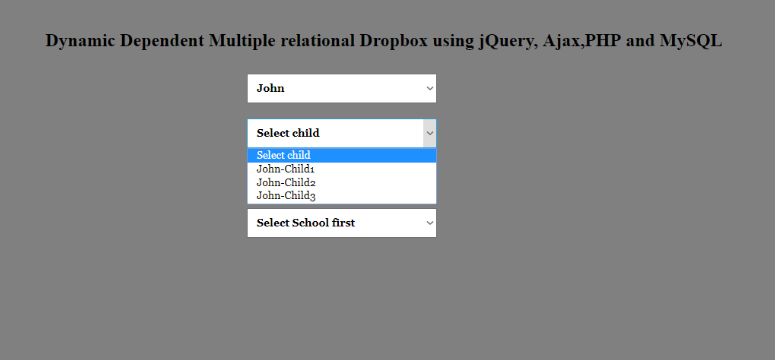 Dynamic Dependent Multiple relational Dropbox using jQuery, Ajax,PHP and MySQL
John
Select child
Select child
John-Child1
John-Child2
John-Child3
Select School first